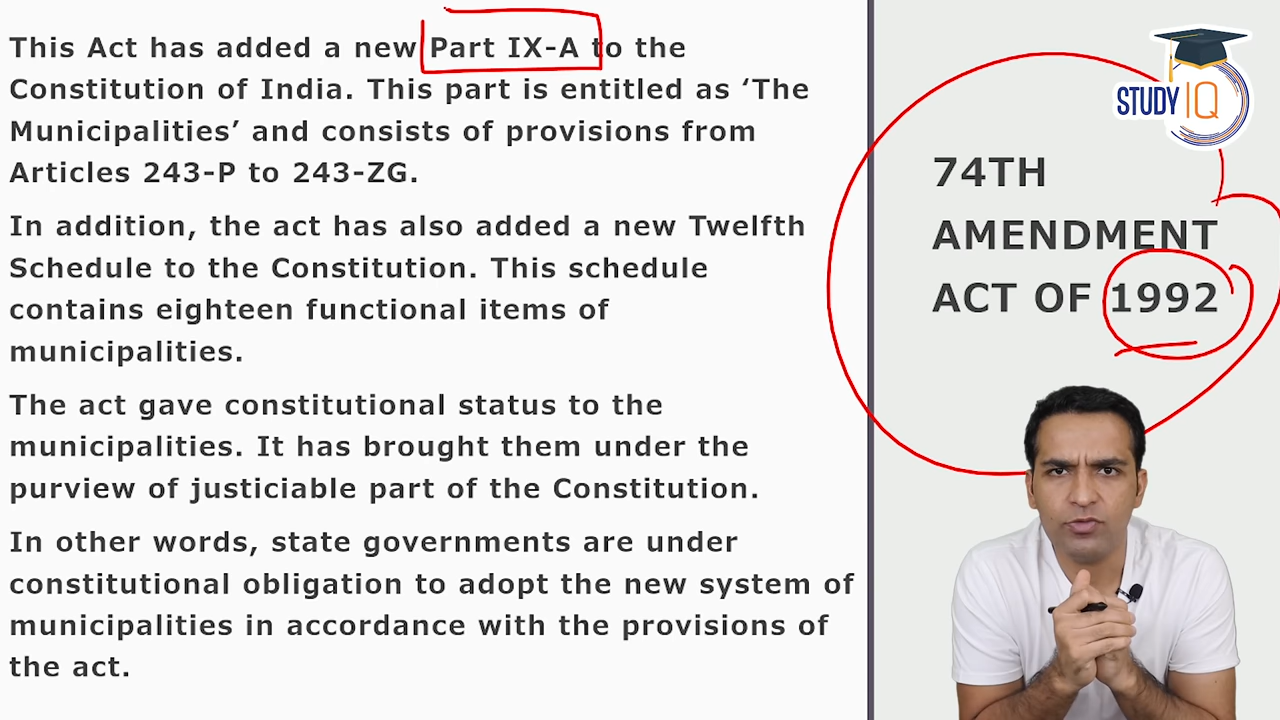 This Act has added a new Part IX-A to the
Constitution of India. This part is entitled as ‘The
Municipalities’ and consists of provisions from
Articles 243-P to 243-ZG.
In addition, the act has also added a new Twelfth
Schedule to the Constitution. This schedule
contains eighteen functional items of
municipalities.
The act gave constitutional status to the
municipalities. It has brought them under the
purview of justiciable part of the Constitution.
In other words, state governments are under
constitutional obligation to adopt the new system of
municipalities in accordance with the provisions of
the act.
STUDY IQ
74TH
AMENDMENT
ACT OF 1992